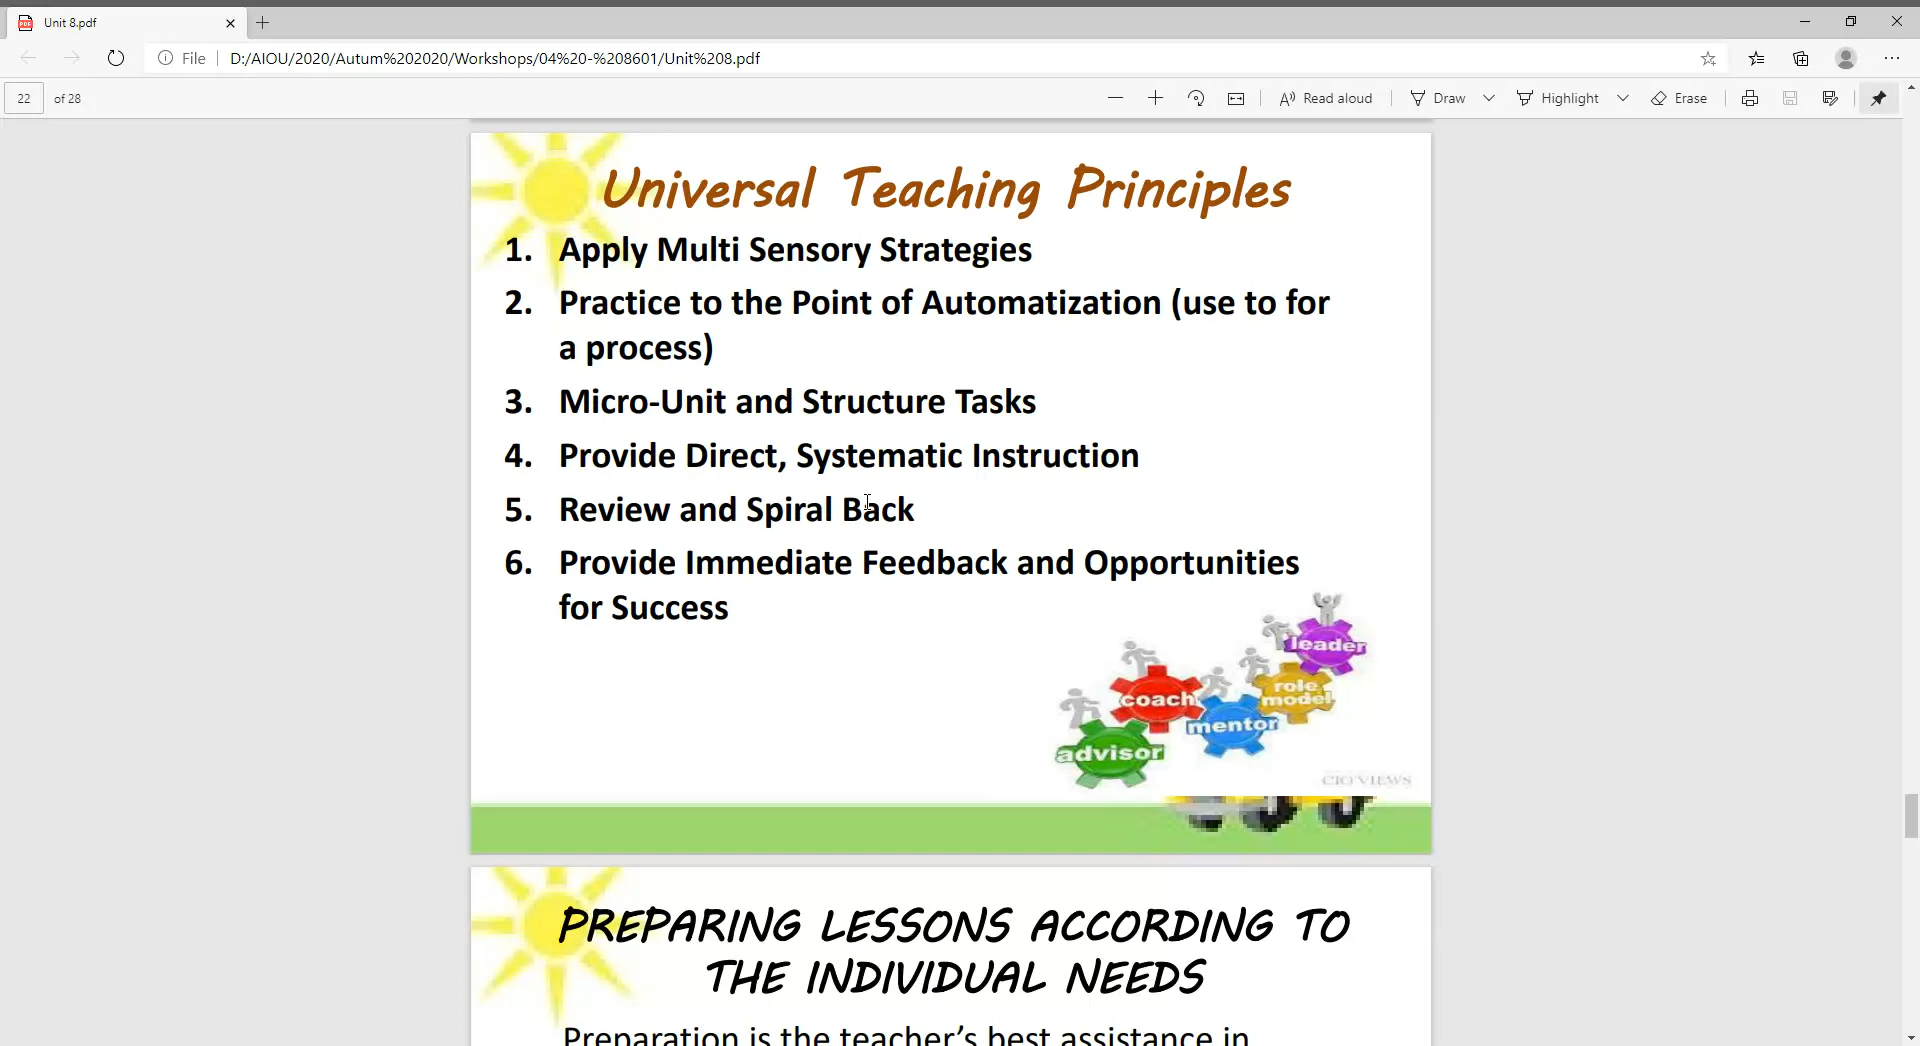 Unit 8.pdf
File
D:/AIOU/2020/Autum%202020/Workshops/04%20-%208601/Unit%208.pdf
22 of 28
Read aloud
Draw
Highlight
Erase
Universal Teaching Principles
1. Apply Multi Sensory Strategies
2. Practice to the Point of Automatization (use to for
a process)
3. Micro-Unit and Structure Tasks
4. Provide Direct, Systematic Instruction
5. Review and Spiral Back
6. Provide Immediate Feedback and Opportunities
for Success
leader
role
model
coach
mentor
advisor
CIO VIEWS
PREPARING LESSONS ACCORDING TO
THE INDIVIDUAL NEEDS
Preparation is the teacher's best assistance in